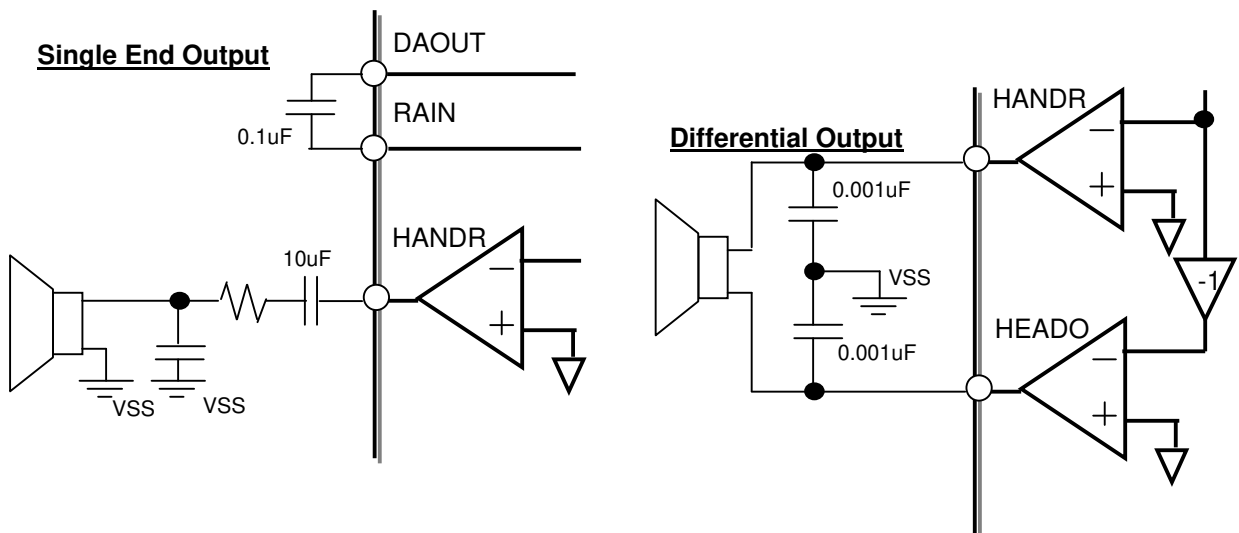 Single End Output
DAOUT
0.1uF
RAIN
HANDR
10uF
−
+
VSS
VSS
Differential Output
HANDR
0.001uF
−
+
VSS
-1
HEADO
0.001uF
−
+